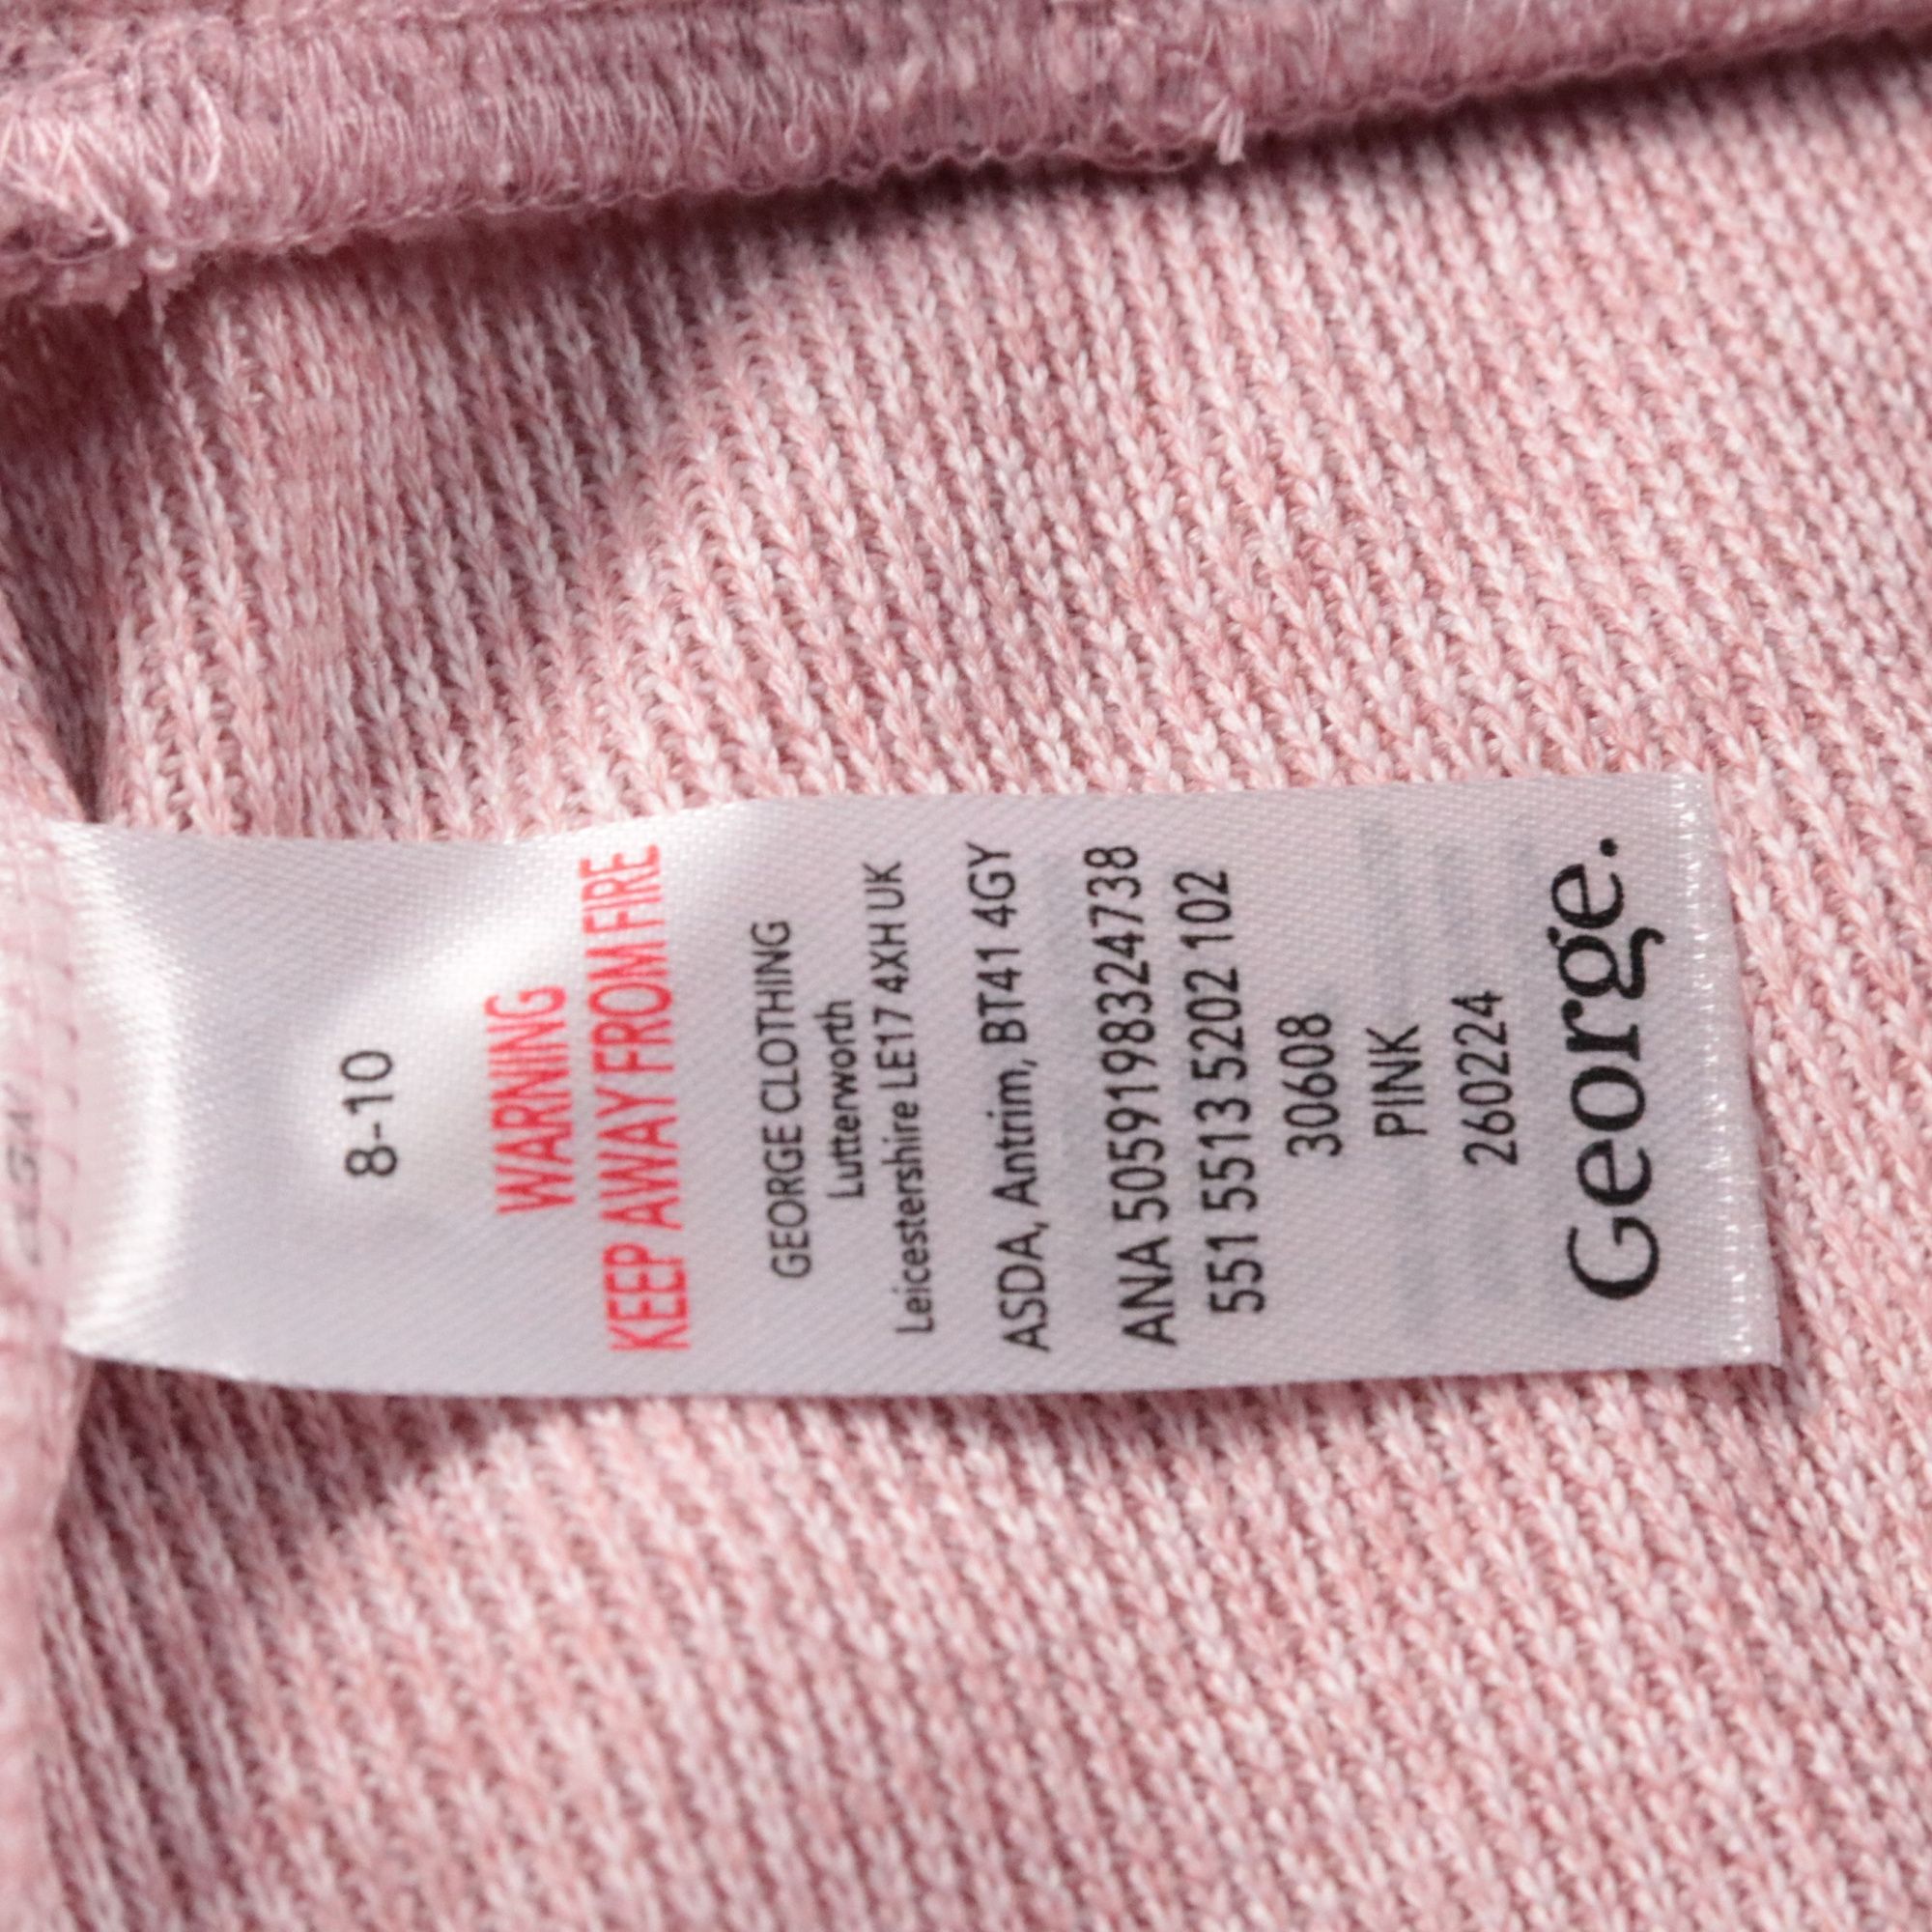 8-10
WARNING
KEEP AWAY FROM FIRE
GEORGE CLOTHING
Lutterworth
Leicestershire LE17 4XH UK
ASDA, Antrim, BT41 4GY
ANA 5059198324738
551 5513 5202 102
30608
PINK
260224
George.